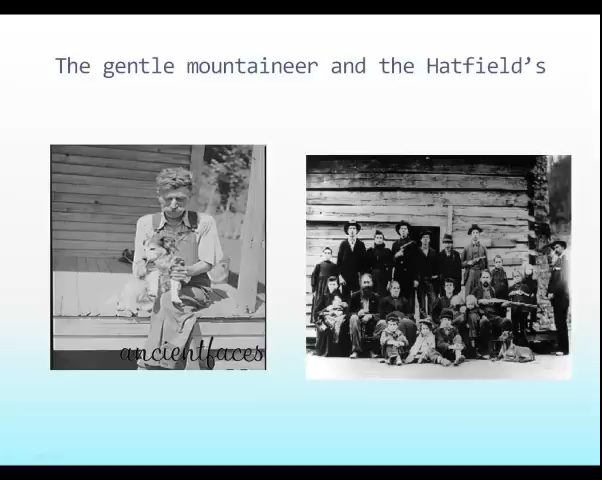 The gentle mountaineer and the Hatfield’s
ancientfaces